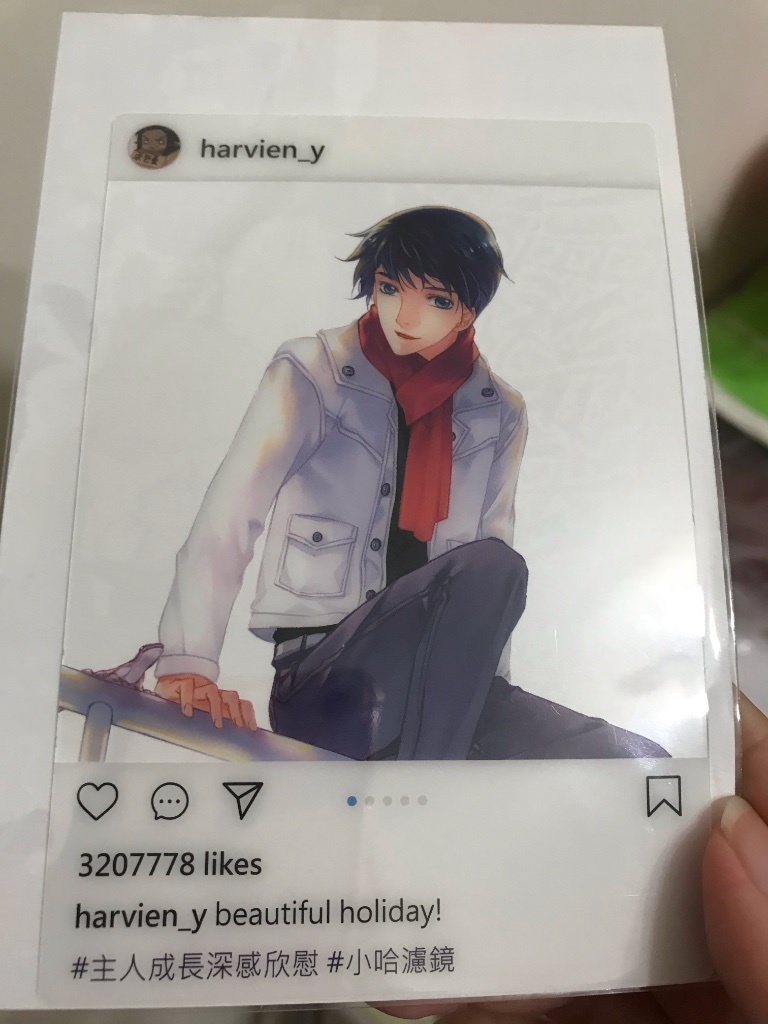 harvien_y
3207778 likes
harvien_y beautiful holiday!
#主人成長深感欣慰 #小哈濾鏡